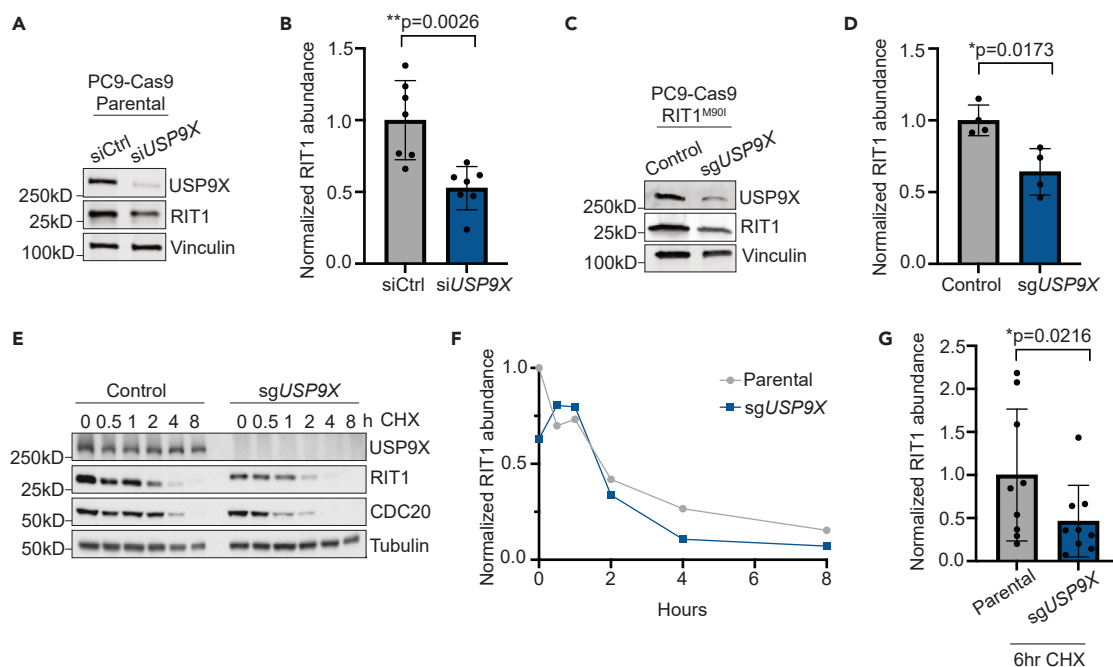 A
PC9-Cas9
Parental
siCtrl
siUSP9X
250kD
USP9X
25kD
RIT1
100kD
Vinculin
B
**p=0.0026
Normalized RIT1 abundance
1.5
1.0
0.5
0.0
siCtrl
siUSP9X
C
PC9-Cas9
RIT1M90I
Control
sgUSP9X
250kD
USP9X
25kD
RIT1
100kD
Vinculin
D
*p=0.0173
Normalized RIT1 abundance
1.5
1.0
0.5
0.0
Control
sgUSP9X
E
Control
sgUSP9X
0 0.5 1 2 4 8 0 0.5 1 2 4 8 h CHX
250kD
USP9X
25kD
RIT1
50kD
CDC20
50kD
Tubulin
F
Normalized RIT1 abundance
1.0
0.5
0.0
0 2 4 6 8
Hours
Parental
sgUSP9X
G
*p=0.0216
Normalized RIT1 abundance
2.5
2.0
1.5
1.0
0.5
0.0
Parental
sgUSP9X
6hr CHX